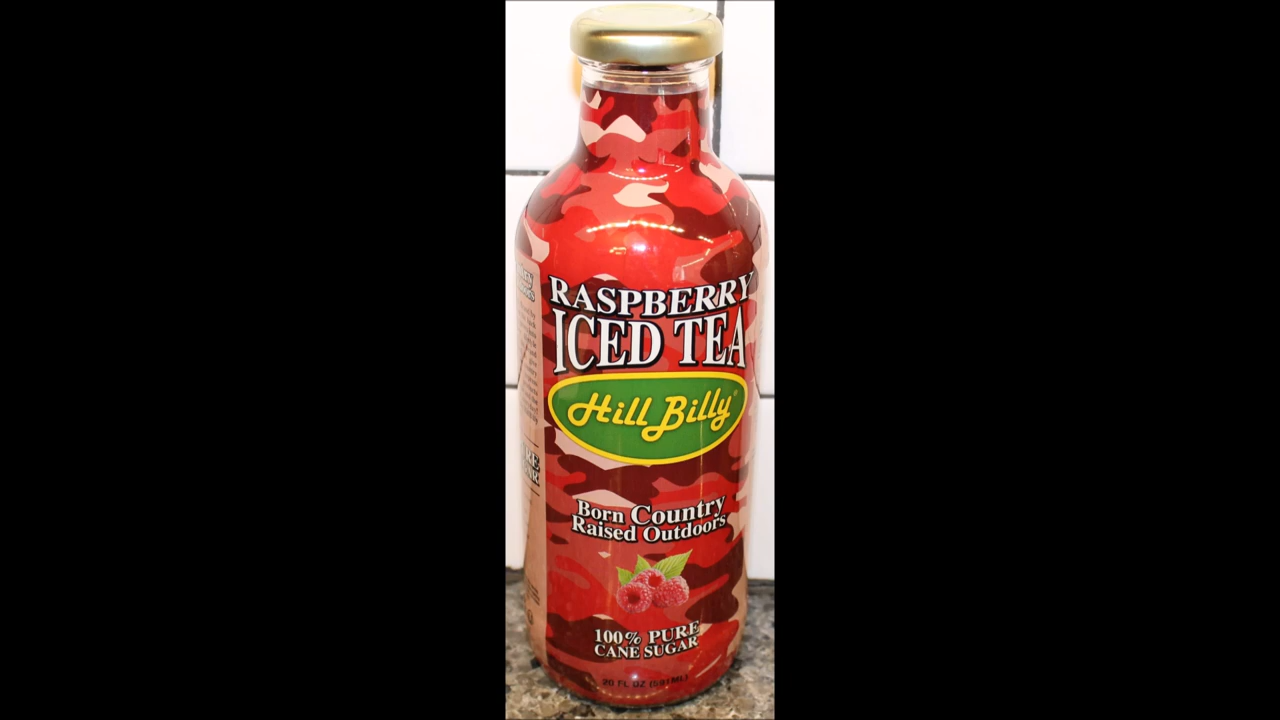 RASPBERRY
ICED TEA
Hill Billy
Born Country
Raised Outdoors
100% PURE
CANE SUGAR
20 FL OZ (591ML)